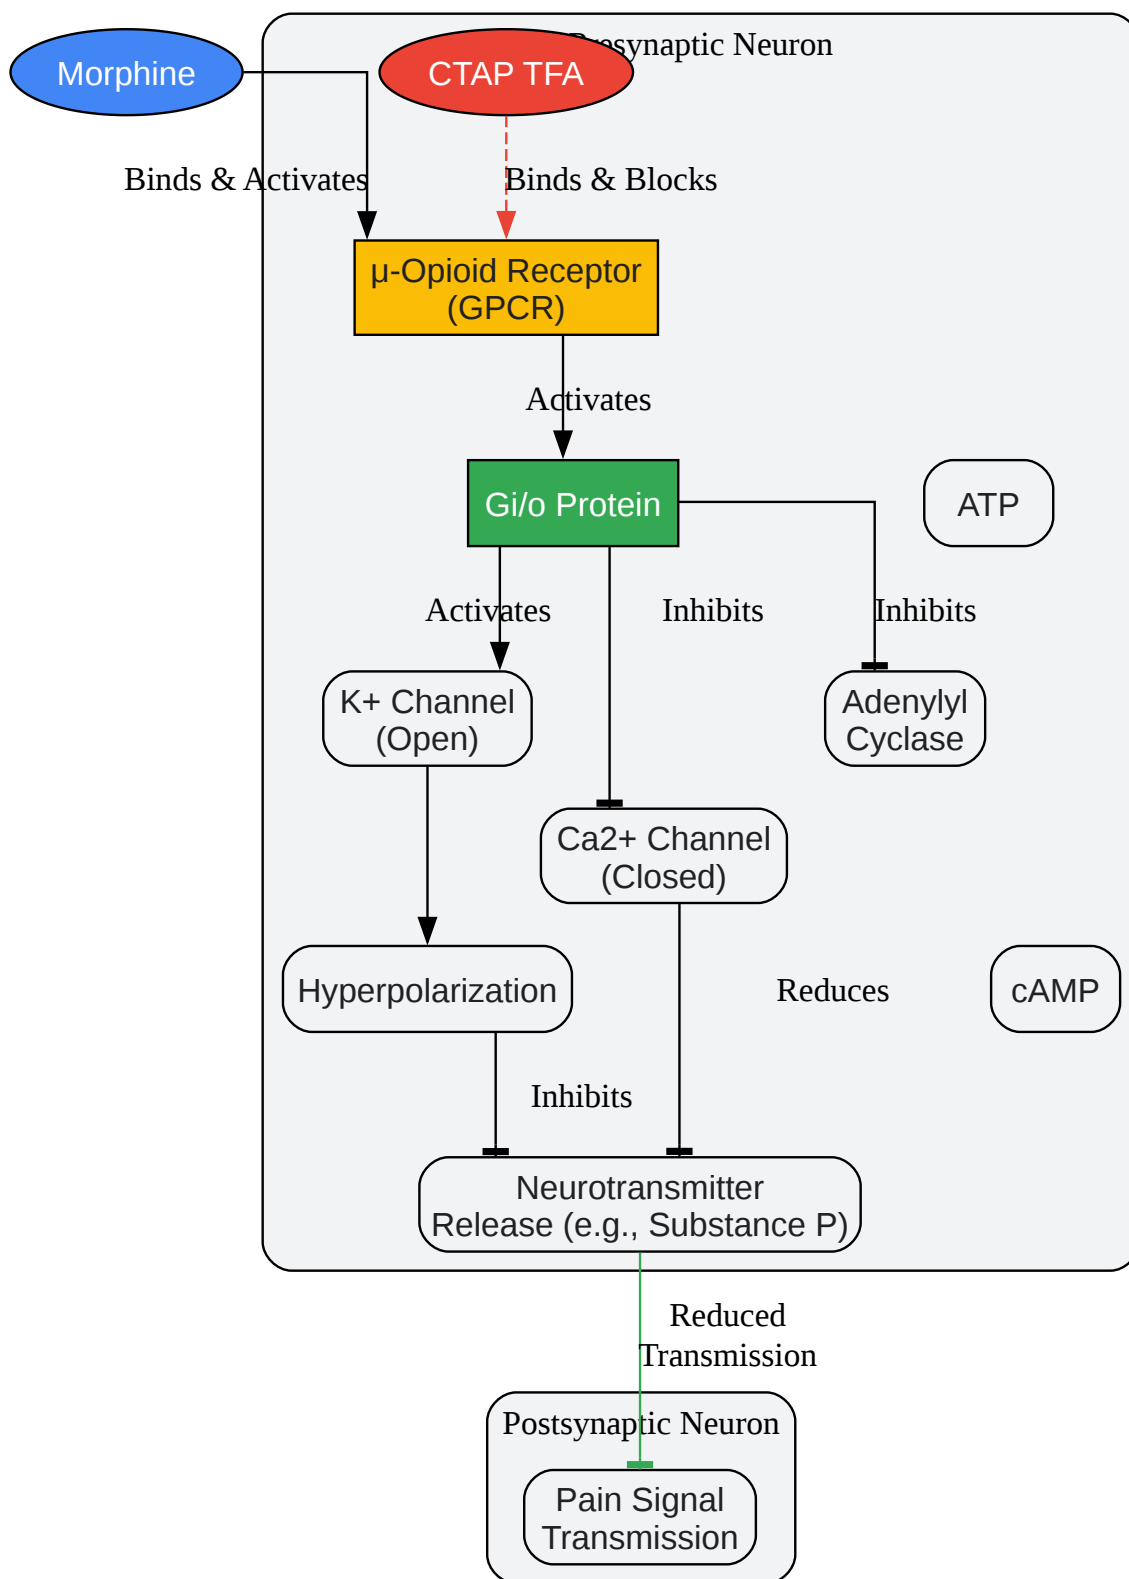 Presynaptic Neuron
Morphine
CTAP TFA
Binds & Activates
Binds & Blocks
μ-Opioid Receptor
(GPCR)
Activates
Gi/o Protein
ATP
Activates
Inhibits
Inhibits
K+ Channel
(Open)
Adenylyl
Cyclase
Ca2+ Channel
(Closed)
Hyperpolarization
Reduces
cAMP
Inhibits
Neurotransmitter
Release (e.g., Substance P)
Reduced
Transmission
Postsynaptic Neuron
Pain Signal
Transmission